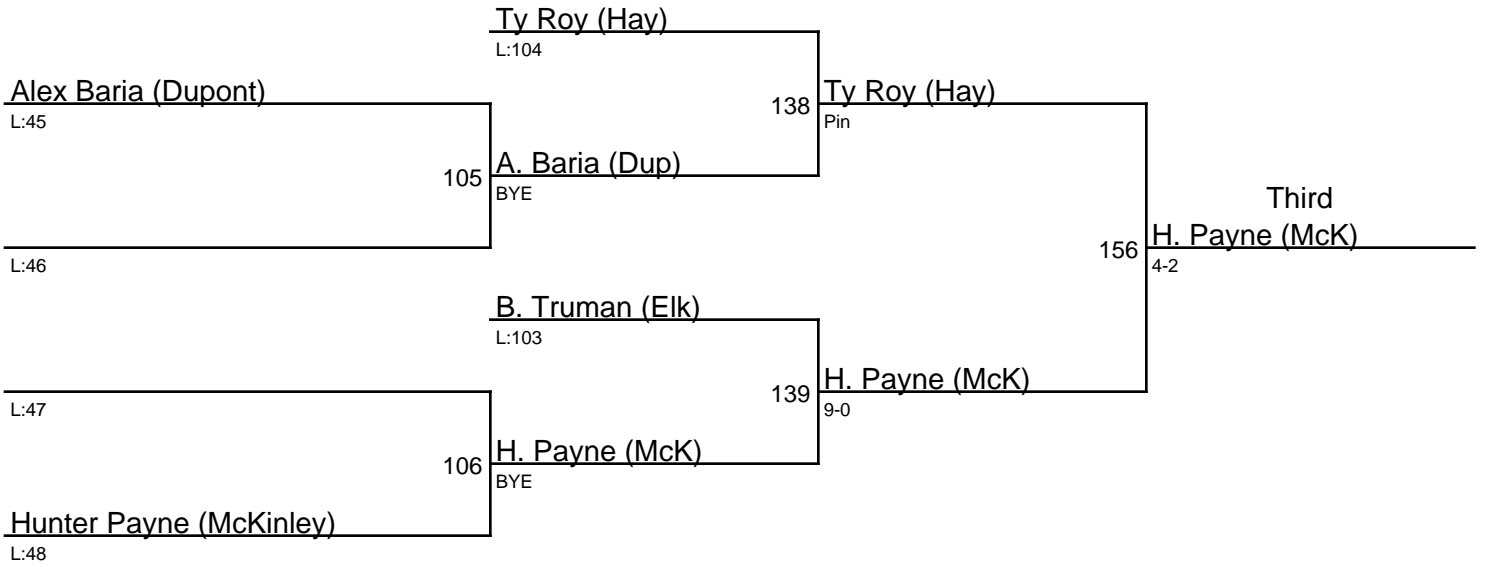 Ty Roy (Hay)
L:104
Alex Baria (Dupont)
L:45
138
Ty Roy (Hay)
Pin
105
A. Baria (Dup)
BYE
Third
L:46
156
H. Payne (McK)
4-2
B. Truman (Elk)
L:103
L:47
139
H. Payne (McK)
9-0
106
H. Payne (McK)
BYE
Hunter Payne (McKinley)
L:48